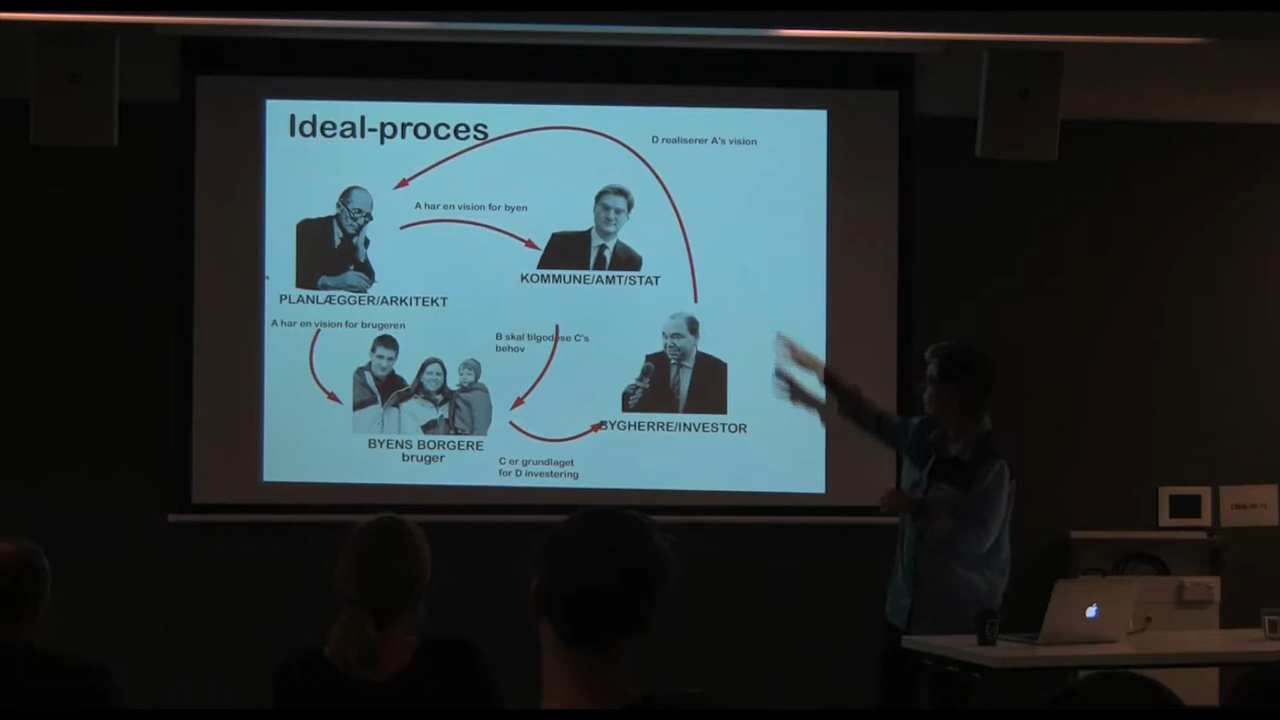 Ideal-proces
D realiserer A's vision
A har en vision for byen
KOMMUNE/AMT/STAT
PLANLÆGGER/ARKITEKT
A har en vision for brugeren
B skal tilgodese C's
behov
BYGHERRE/INVESTOR
BYENS BORGERE
bruger
C er grundlaget
for D investering